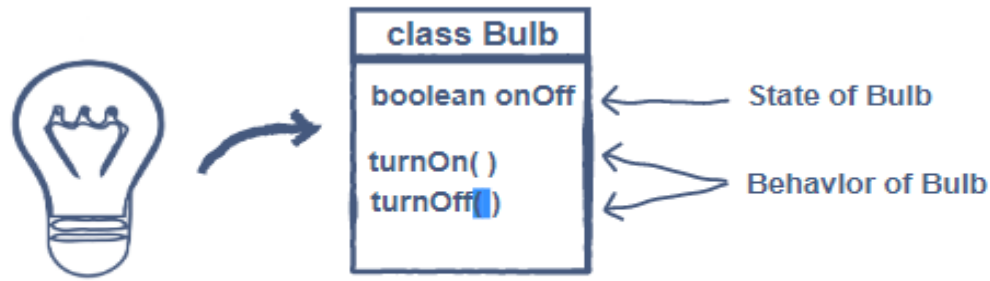 class Bulb
boolean onOff
State of Bulb
turnOn( )
turnOff( )
Behavior of Bulb